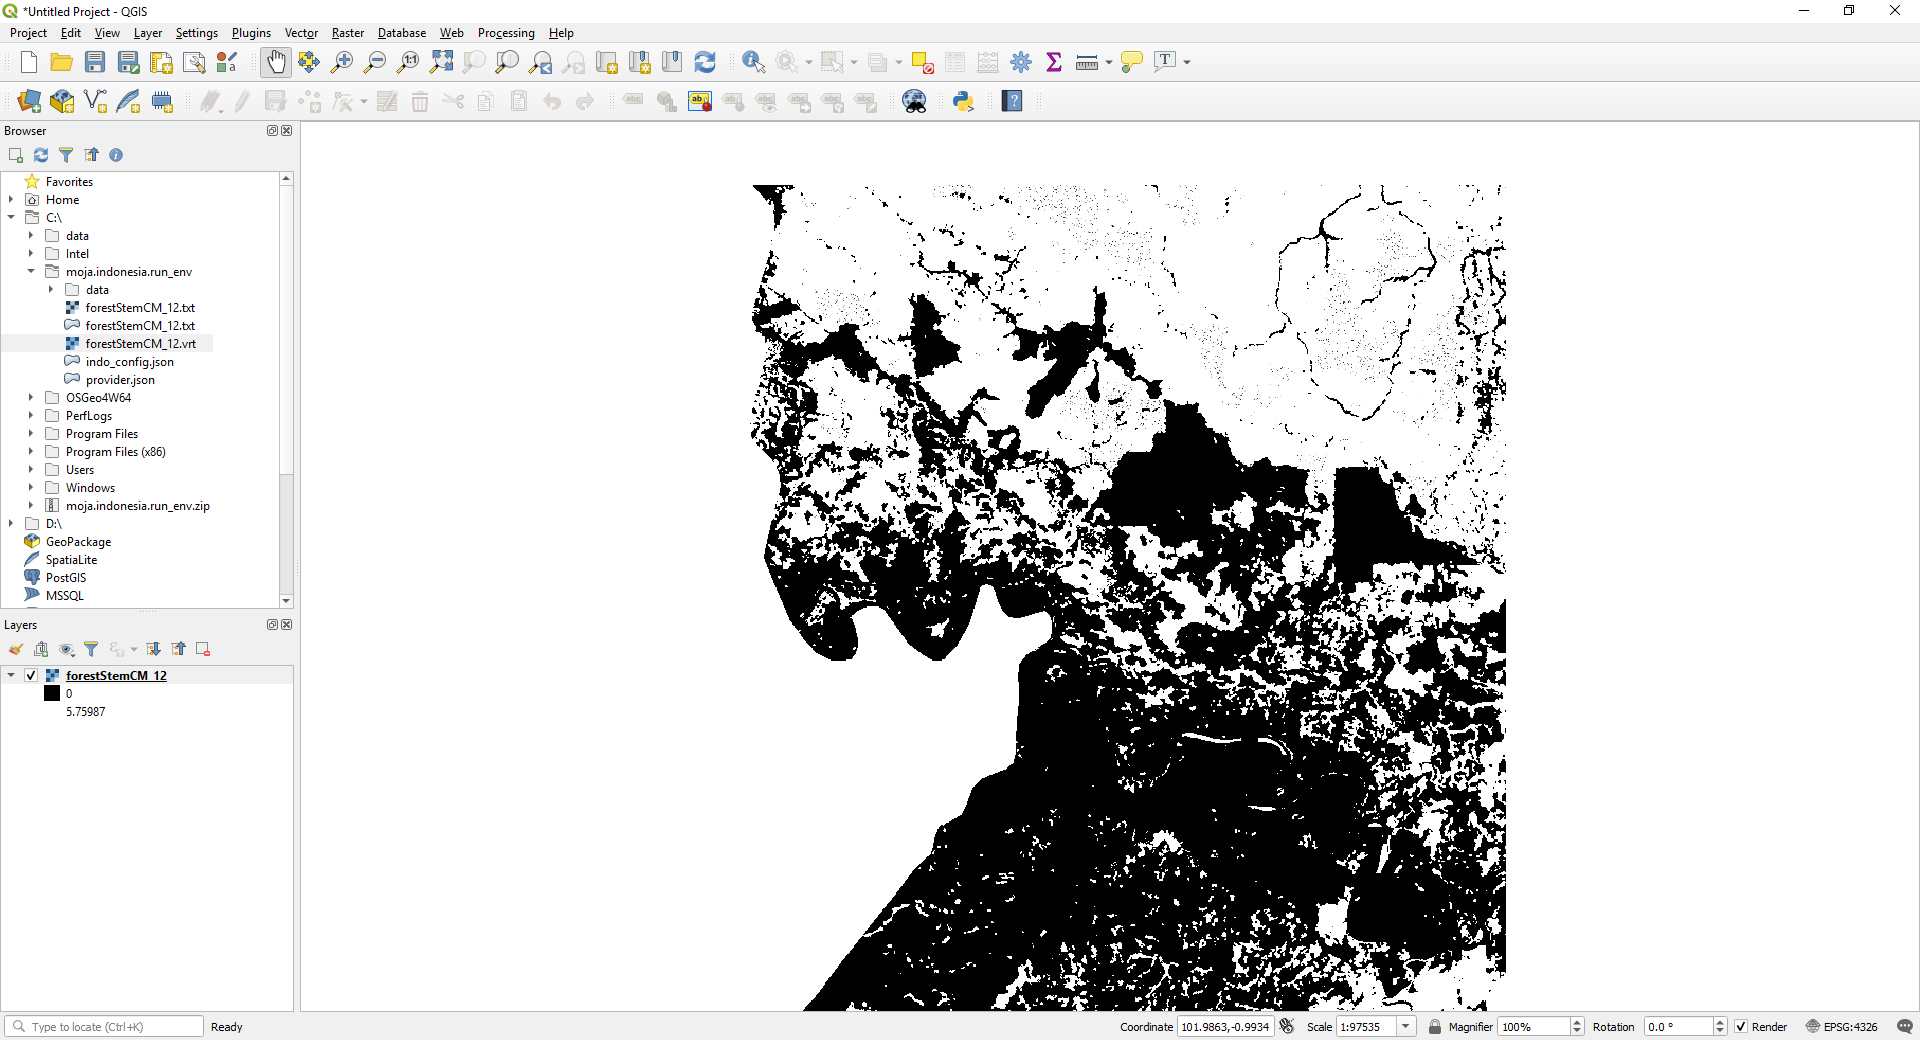 *Untitled Project - QGIS
Project Edit View Layer Settings Plugins Vector Raster Database Web Processing Help
Browser
Favorites
Home
C:\
data
Intel
moja.indonesia.run_env
data
forestStemCM_12.txt
forestStemCM_12.txt
forestStemCM_12.vrt
indo_config.json
provider.json
OSGeo4W64
PerfLogs
Program Files
Program Files (x86)
Users
Windows
moja.indonesia.run_env.zip
D:\
GeoPackage
SpatiaLite
PostGIS
MSSQL
Layers
forestStemCM_12
0
5.75987
Type to locate (Ctrl+K) Ready Coordinate 101.9863,-0.9934 Scale 1:97535 Magnifier 100% Rotation 0.0 ° Render EPSG:4326